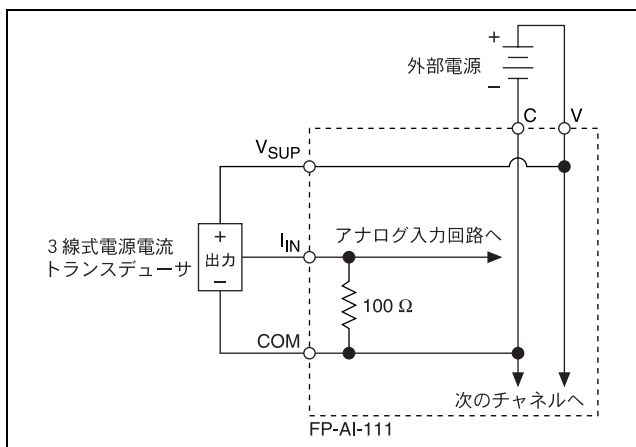 +
外部電源
−
C
V
VSUP
3 線式電源電流
トランスデューサ
+
出力
−
IIN
アナログ入力回路へ
100 Ω
COM
次のチャネルへ
FP-AI-111